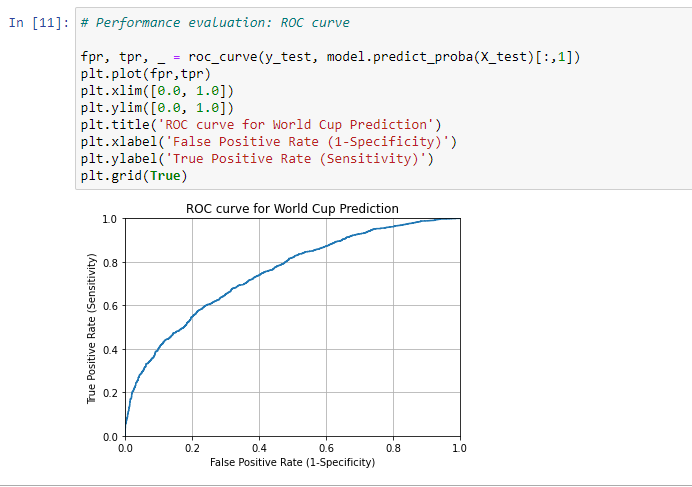 In [11]: # Performance evaluation: ROC curve
fpr, tpr, _ = roc_curve(y_test, model.predict_proba(X_test)[:,1])
plt.plot(fpr,tpr)
plt.xlim([0.0, 1.0])
plt.ylim([0.0, 1.0])
plt.title('ROC curve for World Cup Prediction')
plt.xlabel('False Positive Rate (1-Specificity)')
plt.ylabel('True Positive Rate (Sensitivity)')
plt.grid(True)
ROC curve for World Cup Prediction
True Positive Rate (Sensitivity)
1.0
0.8
0.6
0.4
0.2
0.0
0.0 0.2 0.4 0.6 0.8 1.0
False Positive Rate (1-Specificity)